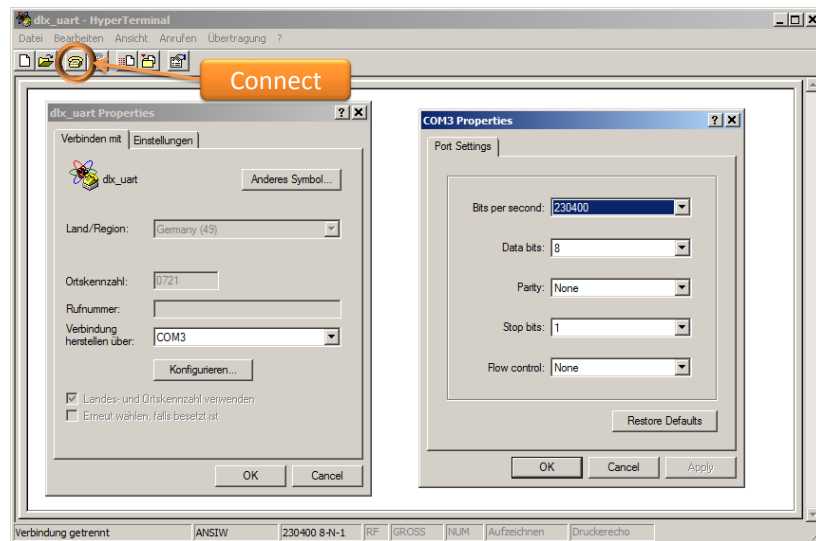 dlx_uart - HyperTerminal
Datei Bearbeiten Ansicht Anrufen Übertragung ?
Connect
dlx_uart Properties
Verbinden mit Einstellungen
dlx_uart Anderes Symbol...
Land/Region: Germany (49)
Ortskennzahl: 0721
Rufnummer:
Verbindung
herstellen über: COM3
Konfigurieren...
Landes- und Ortskennzahl verwenden
Erneut wählen, falls besetzt ist
OK Cancel
COM3 Properties
Port Settings
Bits per second: 230400
Data bits: 8
Parity: None
Stop bits: 1
Flow control: None
Restore Defaults
OK Cancel Apply
Verbindung getrennt ANSIW 230400 8-N-1 RF GROSS NUM Aufzeichnen Druckerecho